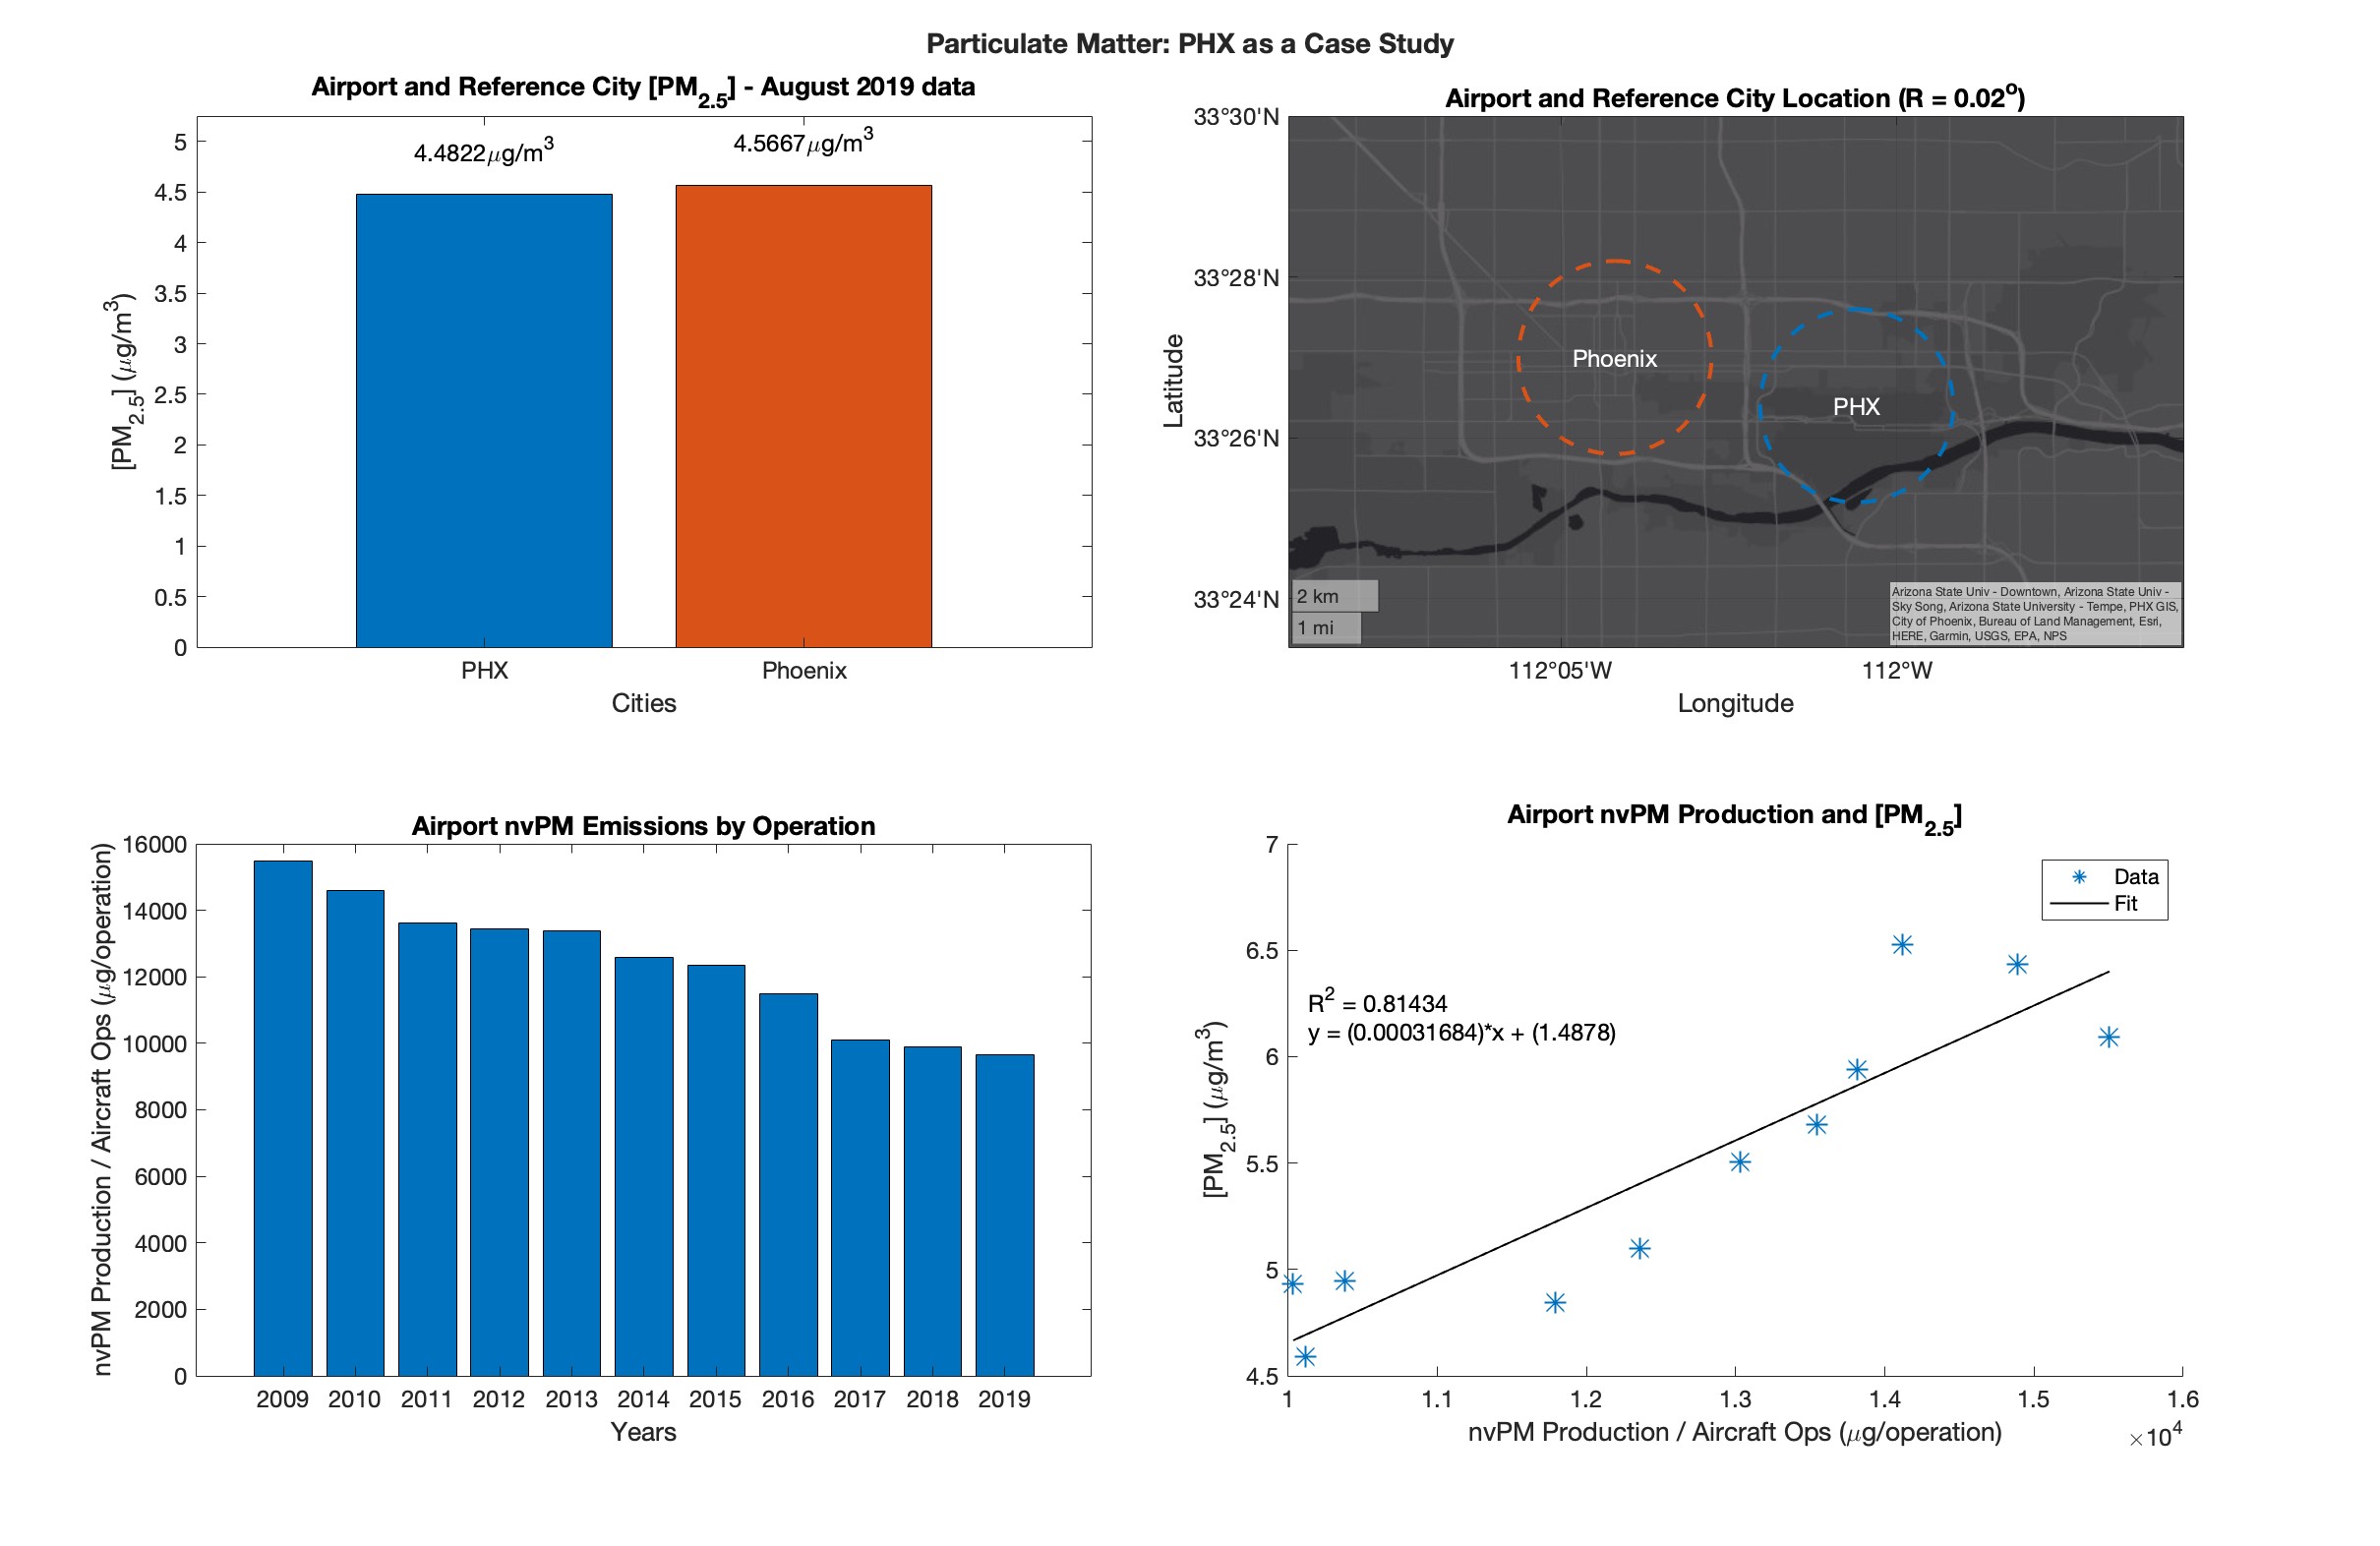 Particulate Matter: PHX as a Case Study
Airport and Reference City [PM2.5] - August 2019 data
5
4.5
4
3.5
3
2.5
2
1.5
1
0.5
0
[PM2.5] (μg/m3)
4.4822μg/m3
4.5667μg/m3
PHX
Phoenix
Cities
Airport and Reference City Location (R = 0.02o)
33°30'N
33°28'N
33°26'N
33°24'N
Latitude
Phoenix
PHX
2 km
1 mi
Arizona State Univ - Downtown, Arizona State Univ -
Sky Song, Arizona State University - Tempe, PHX GIS,
City of Phoenix, Bureau of Land Management, Esri,
HERE, Garmin, USGS, EPA, NPS
112°05'W
112°W
Longitude
Airport nvPM Emissions by Operation
16000
14000
12000
10000
8000
6000
4000
2000
0
nvPM Production / Aircraft Ops (μg/operation)
2009
2010
2011
2012
2013
2014
2015
2016
2017
2018
2019
Years
Airport nvPM Production and [PM2.5]
7
6.5
6
5.5
5
4.5
[PM2.5] (μg/m3)
Data
Fit
R2 = 0.81434
y = (0.00031684)*x + (1.4878)
1
1.1
1.2
1.3
1.4
1.5
1.6
nvPM Production / Aircraft Ops (μg/operation)
×104